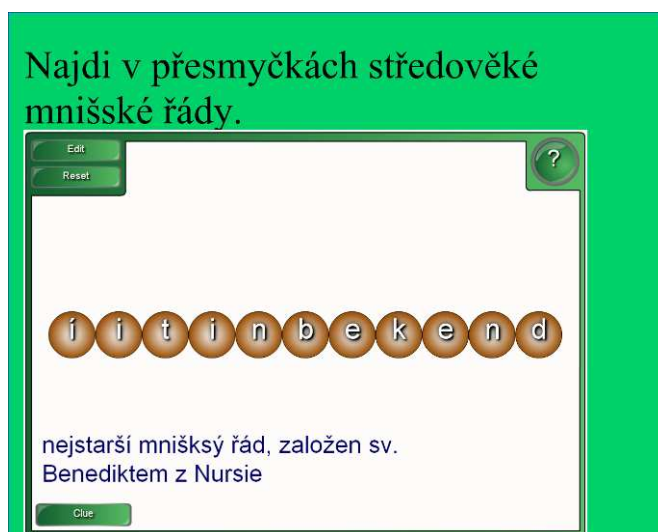 Najdi v přesmyčkách středověké
mnišské řády.
Edit
?
Reset
í i t i n b e k e n d
nejstarší mnišksý řád, založen sv.
Benediktem z Nursie
Clue